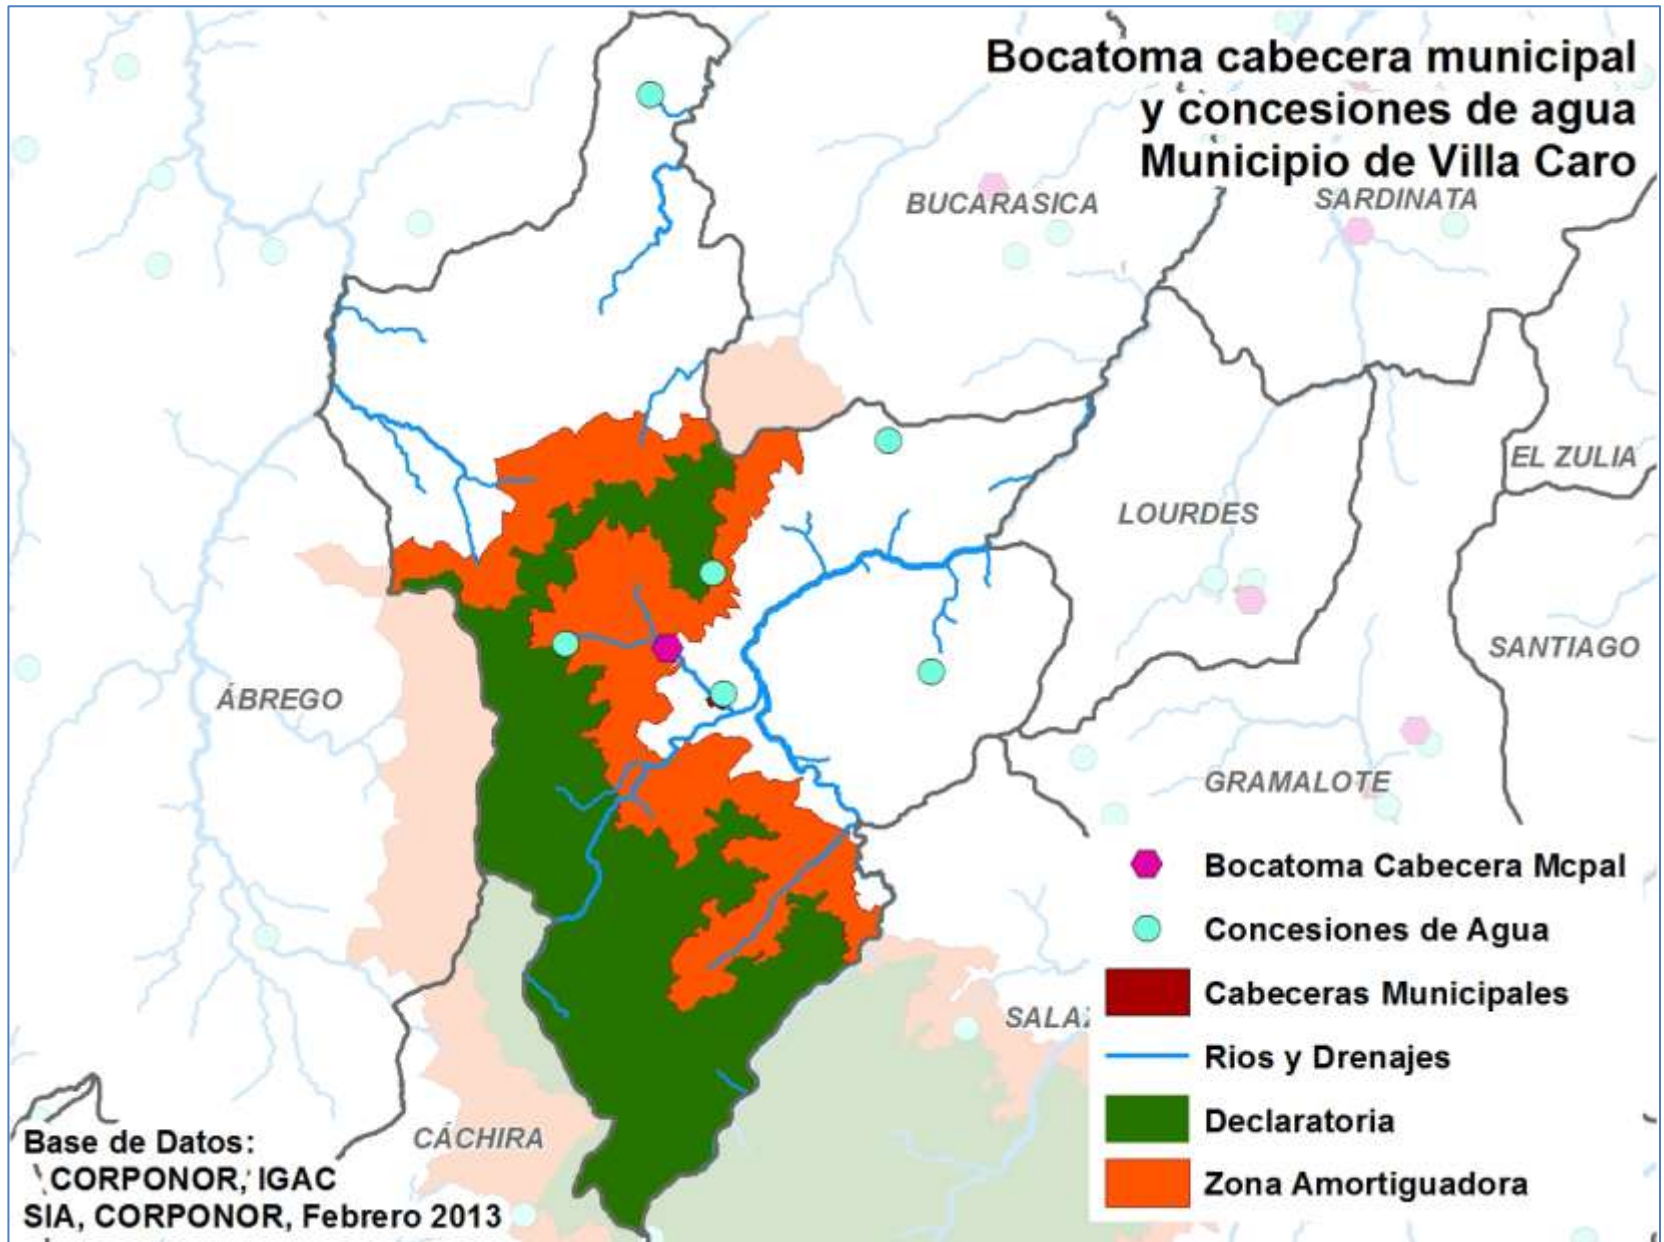 Bocatoma cabecera municipal
y concesiones de agua
Municipio de Villa Caro
BUCARASICA
SARDINATA
EL ZULIA
LOURDES
SANTIAGO
ÁBREGO
GRAMALOTE
Bocatoma Cabecera Mcpal
Concesiones de Agua
Cabeceras Municipales
SALAZ
Rios y Drenajes
Declaratoria
CÁCHIRA
Zona Amortiguadora
Base de Datos:
CORPONOR, IGAC
SIA, CORPONOR, Febrero 2013